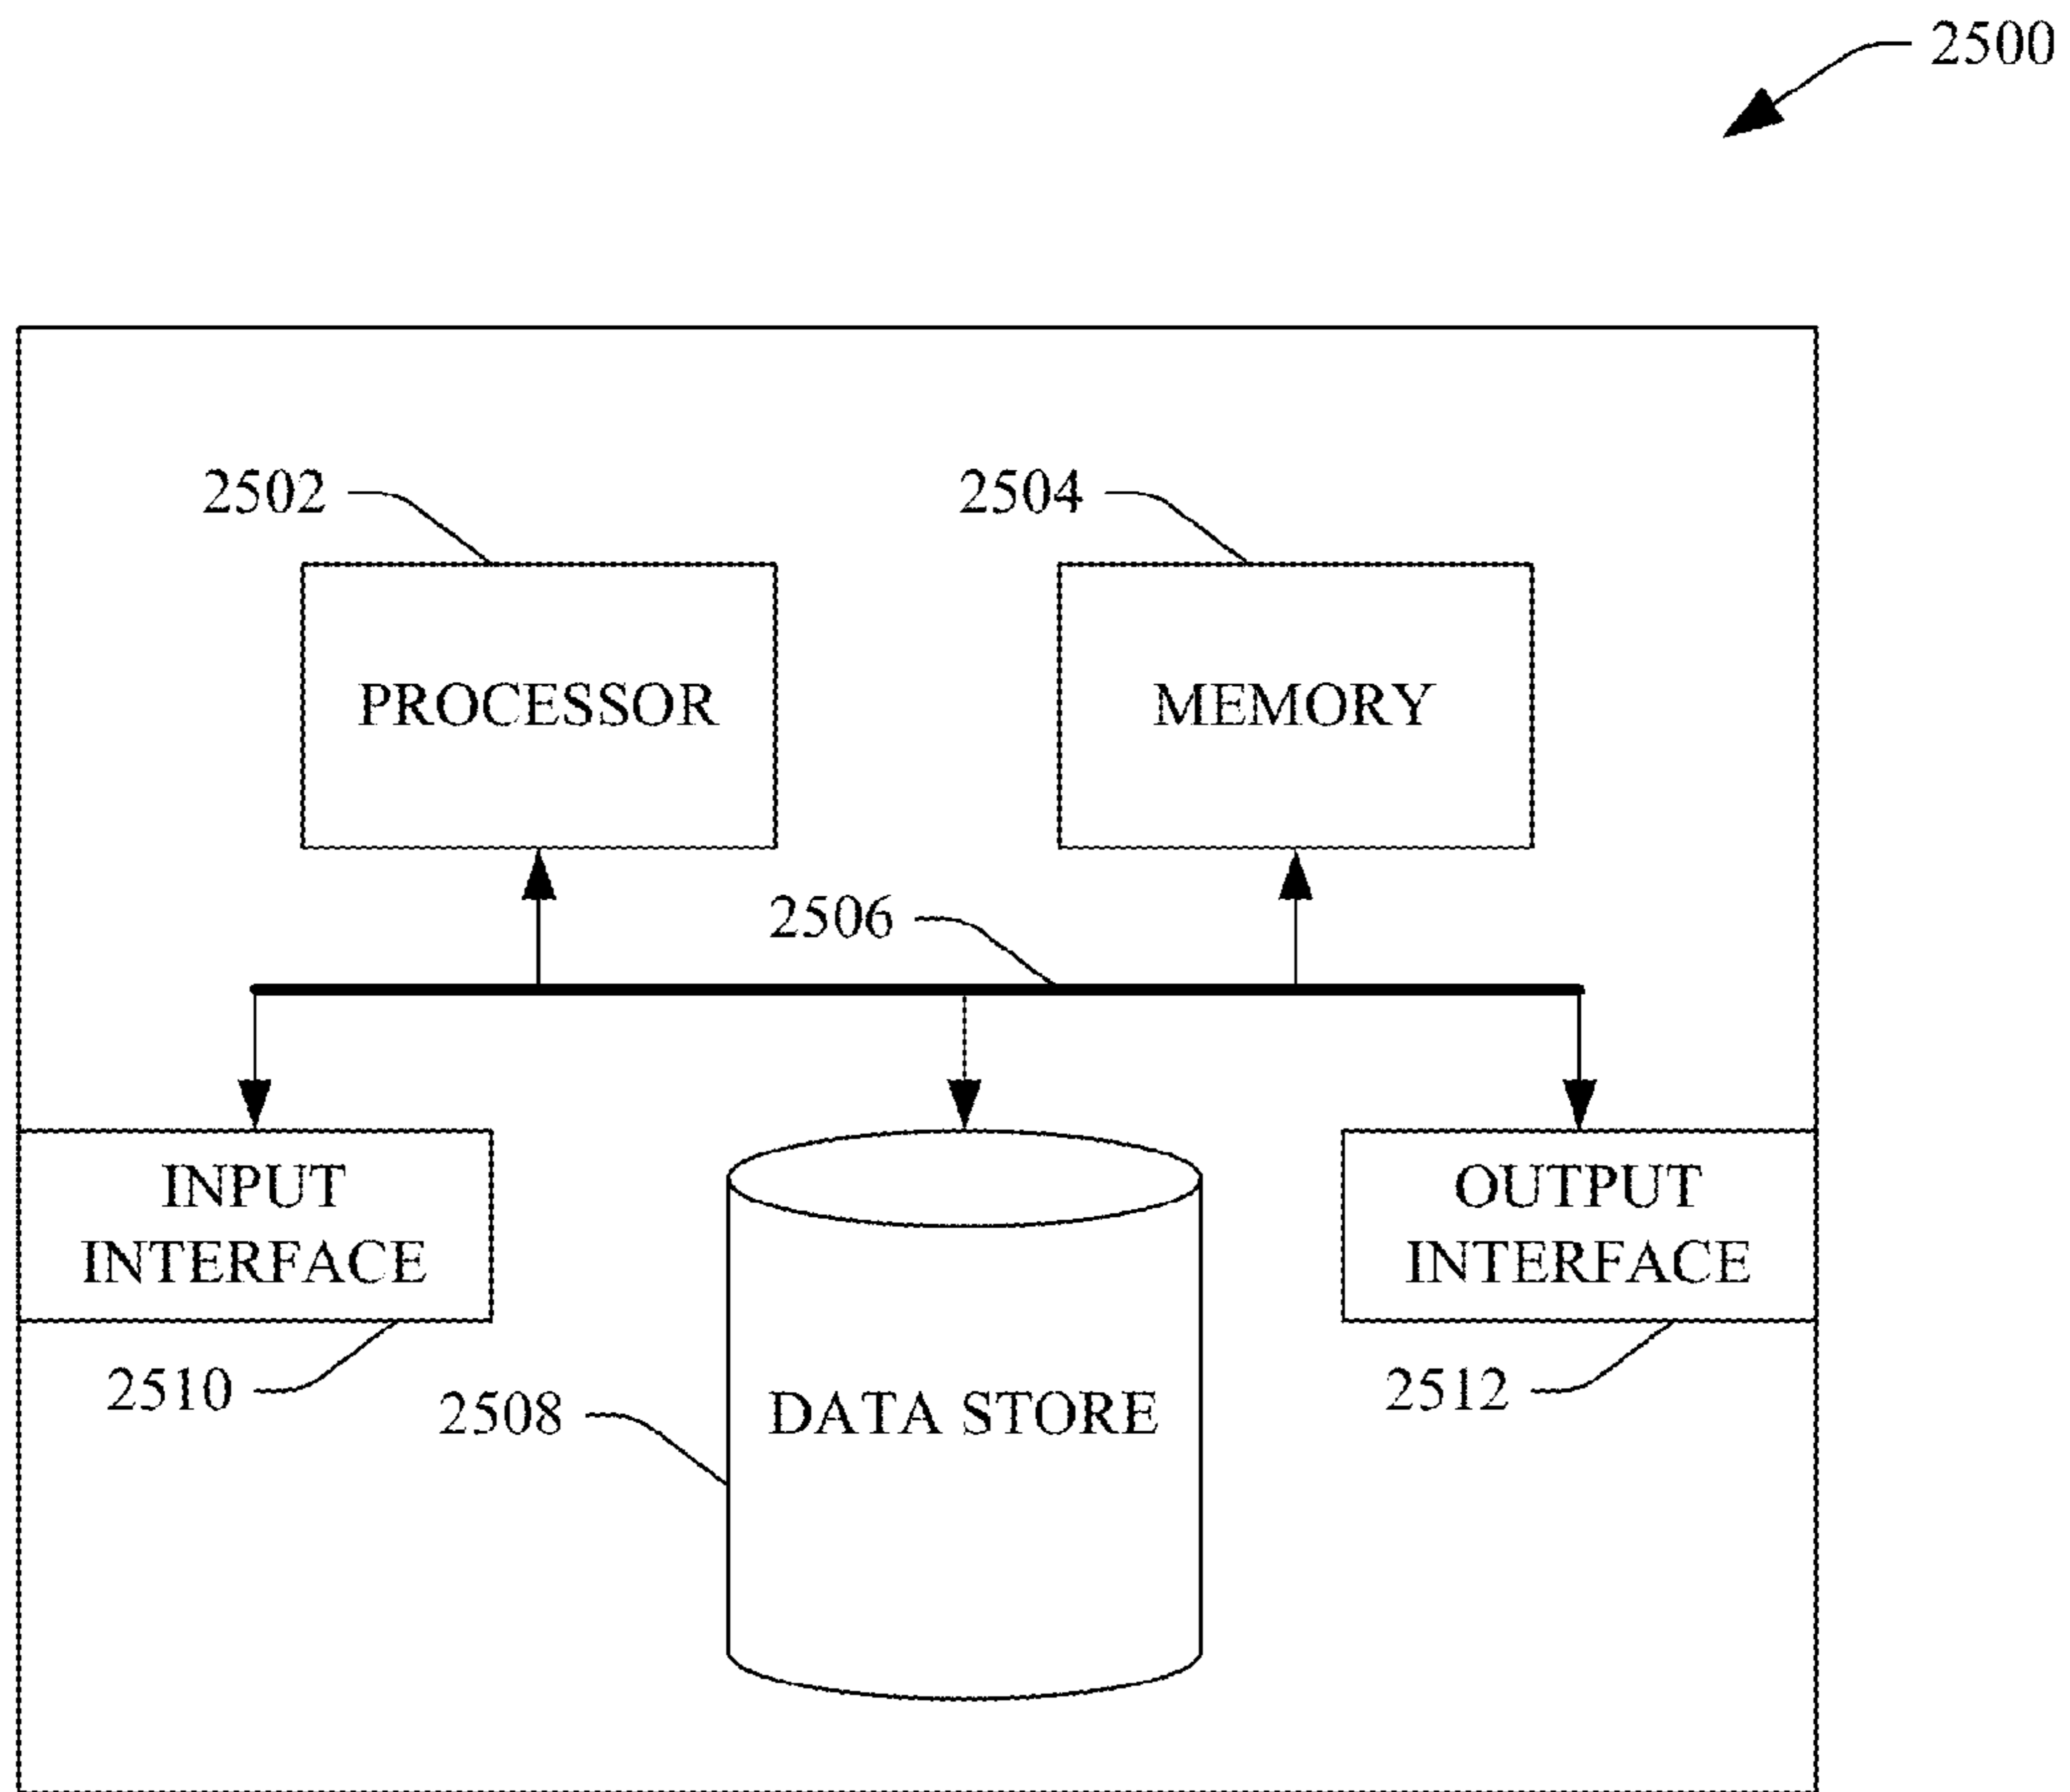 2500
2502
2504
PROCESSOR
MEMORY
2506
INPUT
INTERFACE
OUTPUT
INTERFACE
2510
2508
DATA STORE
2512